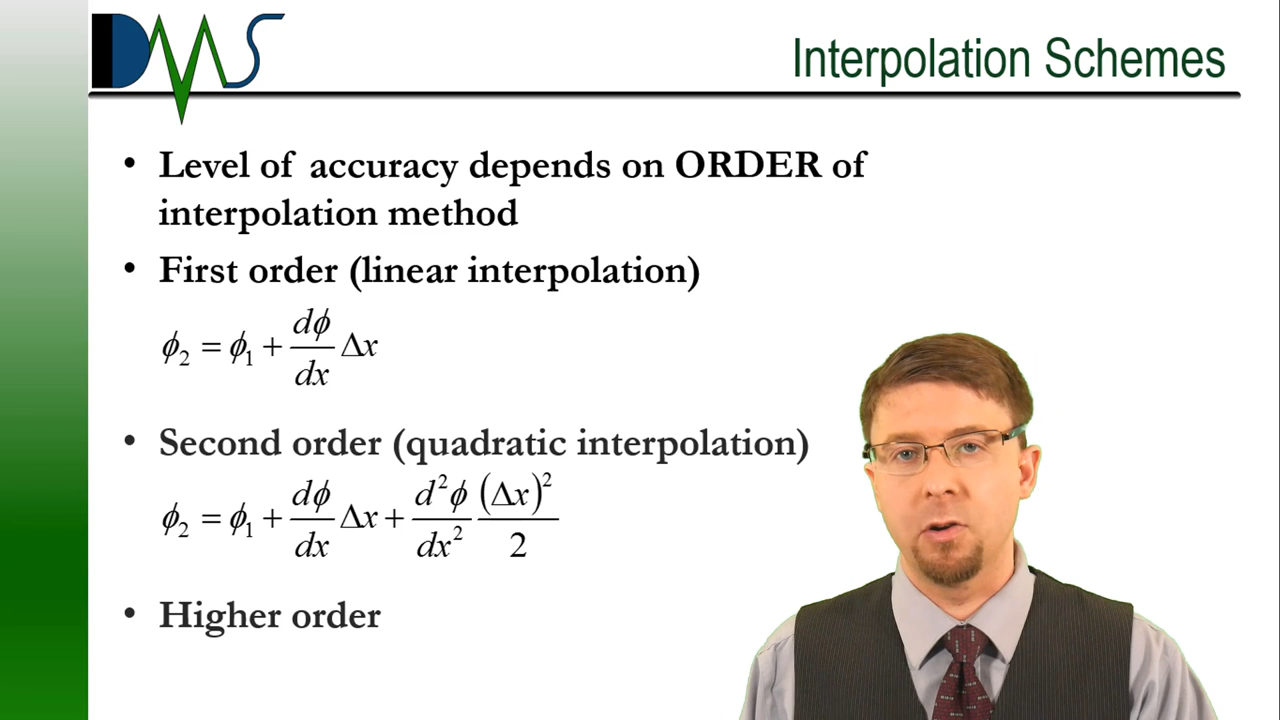 DMS
Interpolation Schemes
• Level of accuracy depends on ORDER of
interpolation method
• First order (linear interpolation)
ϕ₂ = ϕ₁ + dϕ/dx Δx
• Second order (quadratic interpolation)
ϕ₂ = ϕ₁ + dϕ/dx Δx + d²ϕ/dx² (Δx)²/2
• Higher order